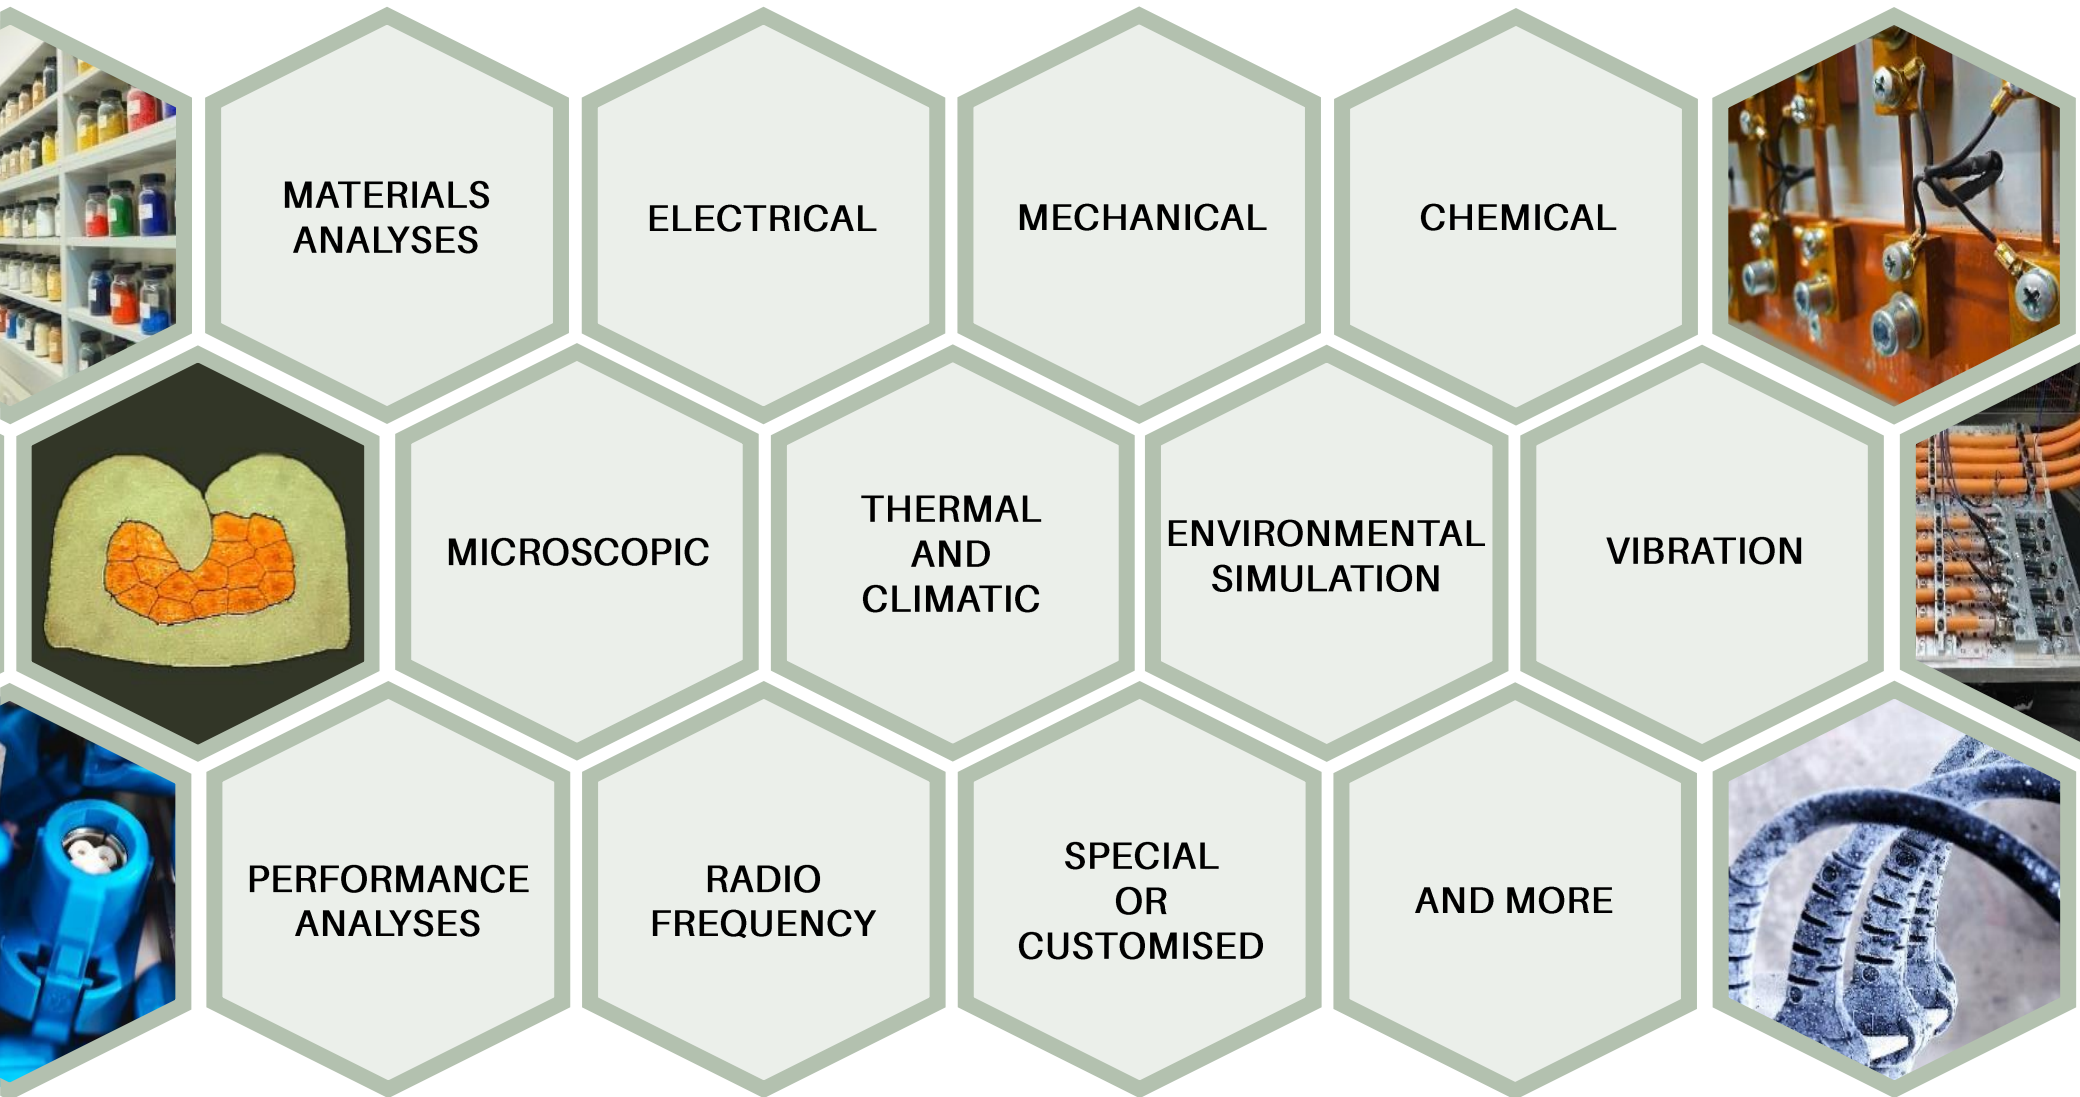 MATERIALS
ANALYSES
ELECTRICAL
MECHANICAL
CHEMICAL
MICROSCOPIC
THERMAL
AND
CLIMATIC
ENVIRONMENTAL
SIMULATION
VIBRATION
PERFORMANCE
ANALYSES
RADIO
FREQUENCY
SPECIAL
OR
CUSTOMISED
AND MORE